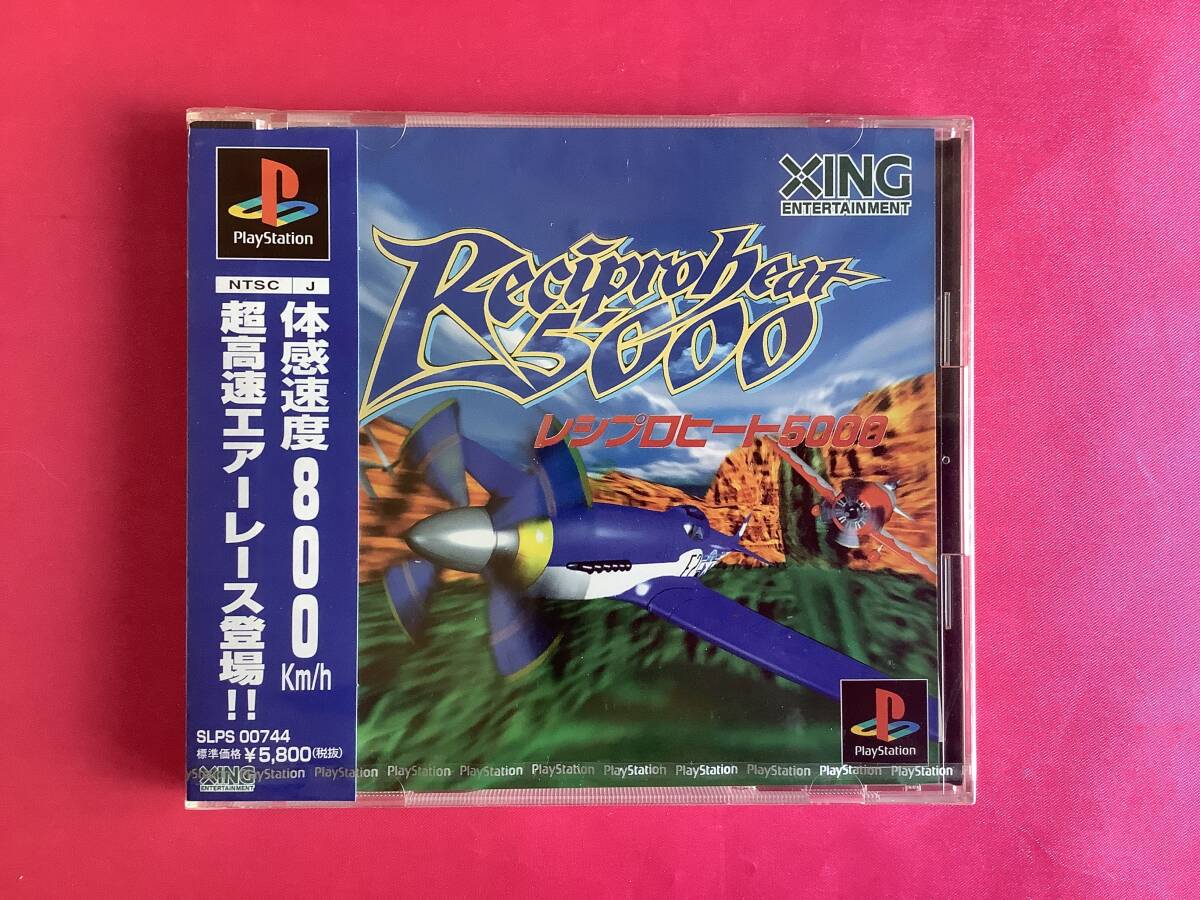 PlayStation
NTSC J
体感速度800Km/h
超高速エアーレース登場!!
SLPS 00744
標準価格 ¥5,800(税抜)
XING
ENTERTAINMENT
XING
ENTERTAINMENT
Reciproheat
5000
レシプロヒート5000
PlayStation
PlayStation PlayStation PlayStation PlayStation PlayStation PlayStation PlayStation PlayStation PlayStation